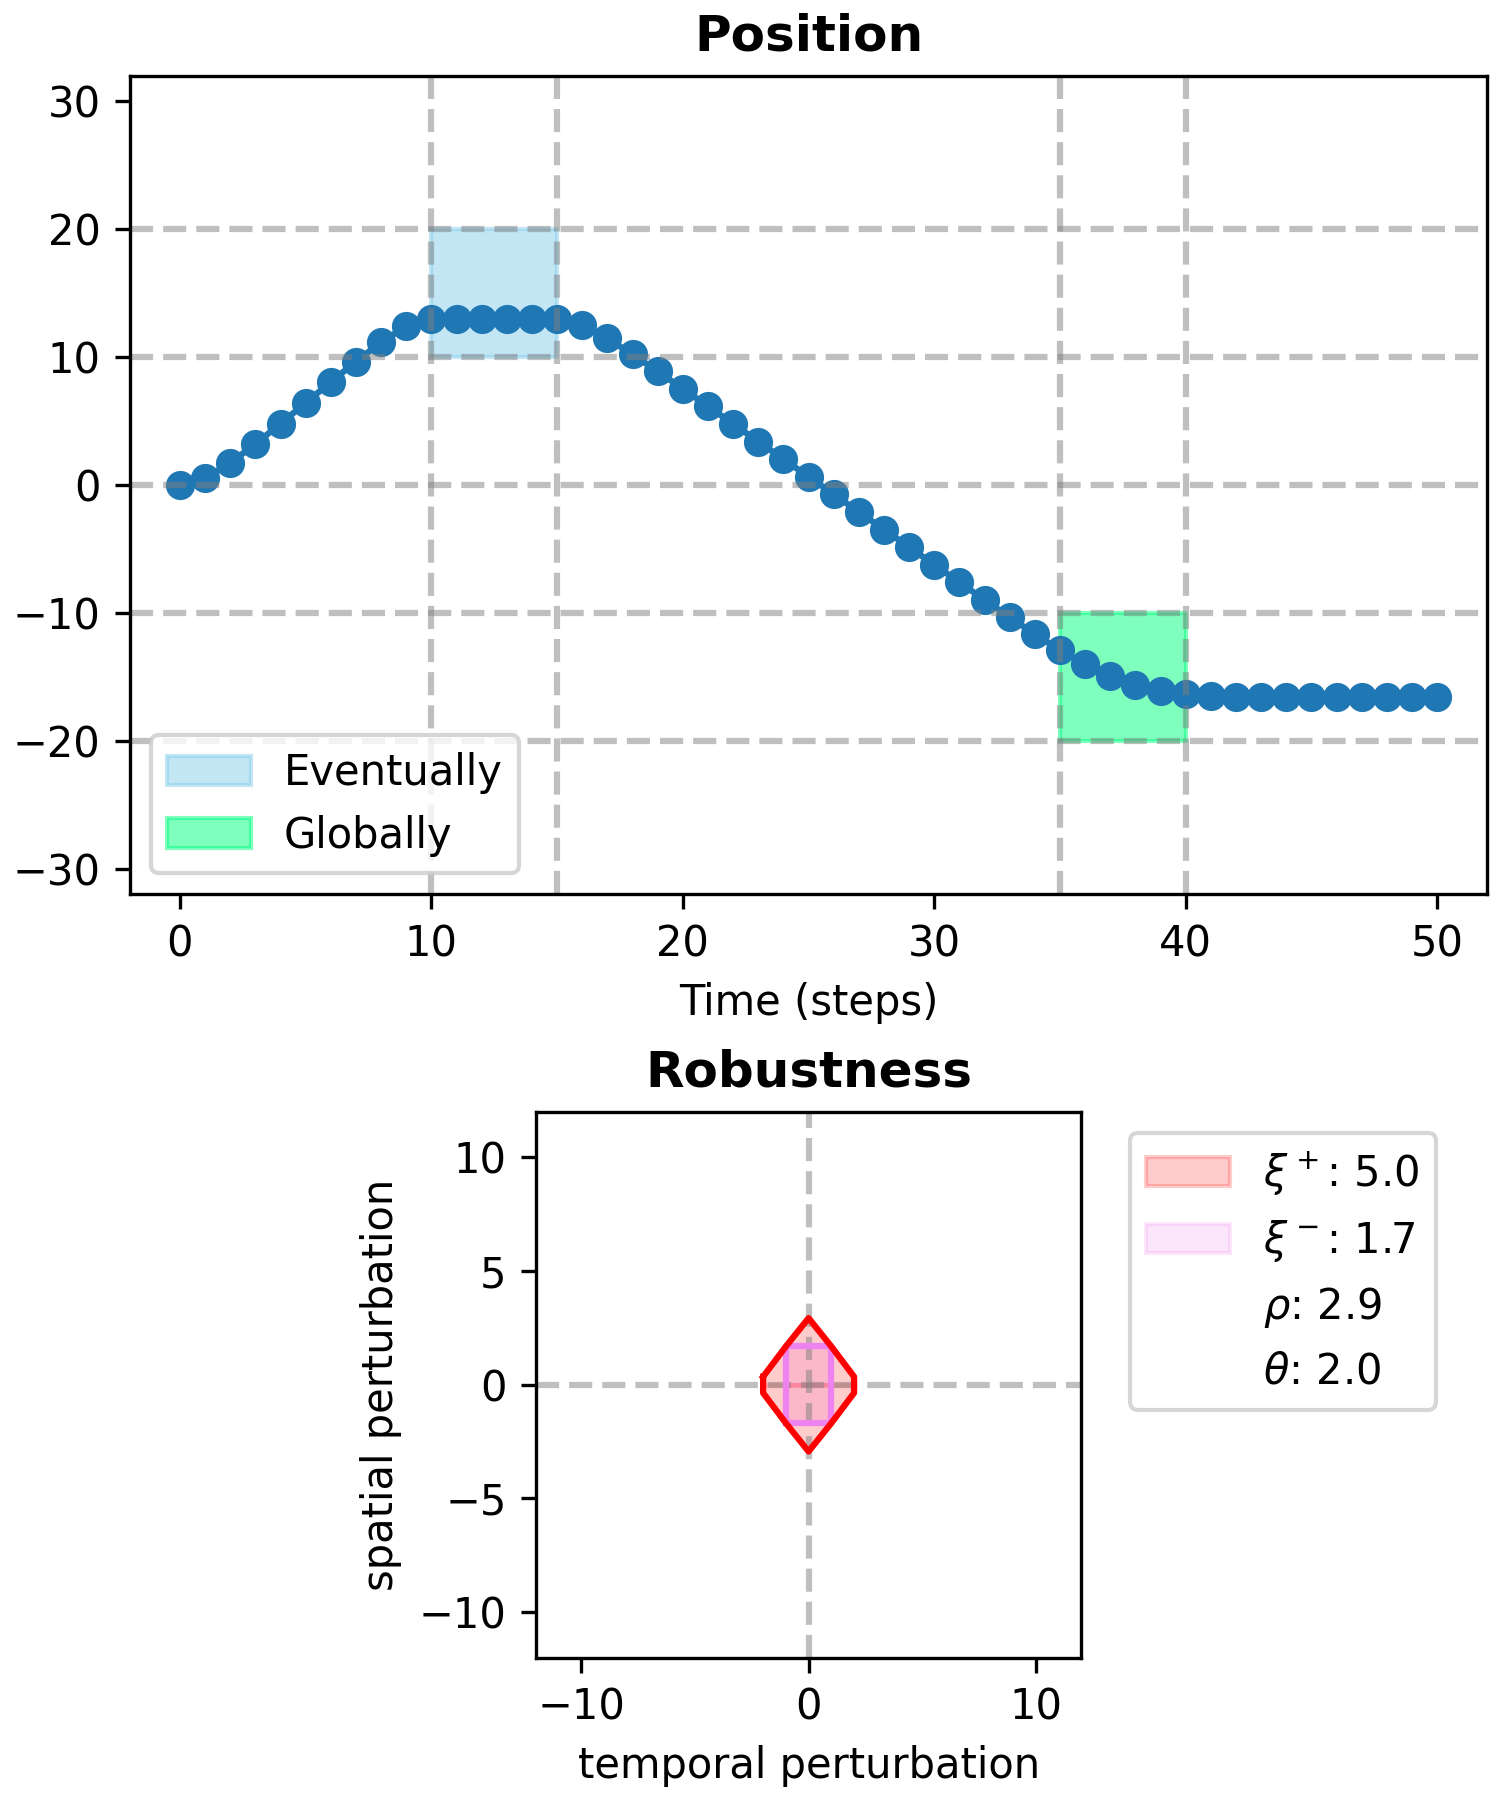 Position
30
20
10
0
−10
−20
−30
Eventually
Globally
0 10 20 30 40 50
Time (steps)
Robustness
10
5
0
−5
−10
spatial perturbation
−10 0 10
temporal perturbation
ξ⁺: 5.0
ξ⁻: 1.7
ρ: 2.9
θ: 2.0